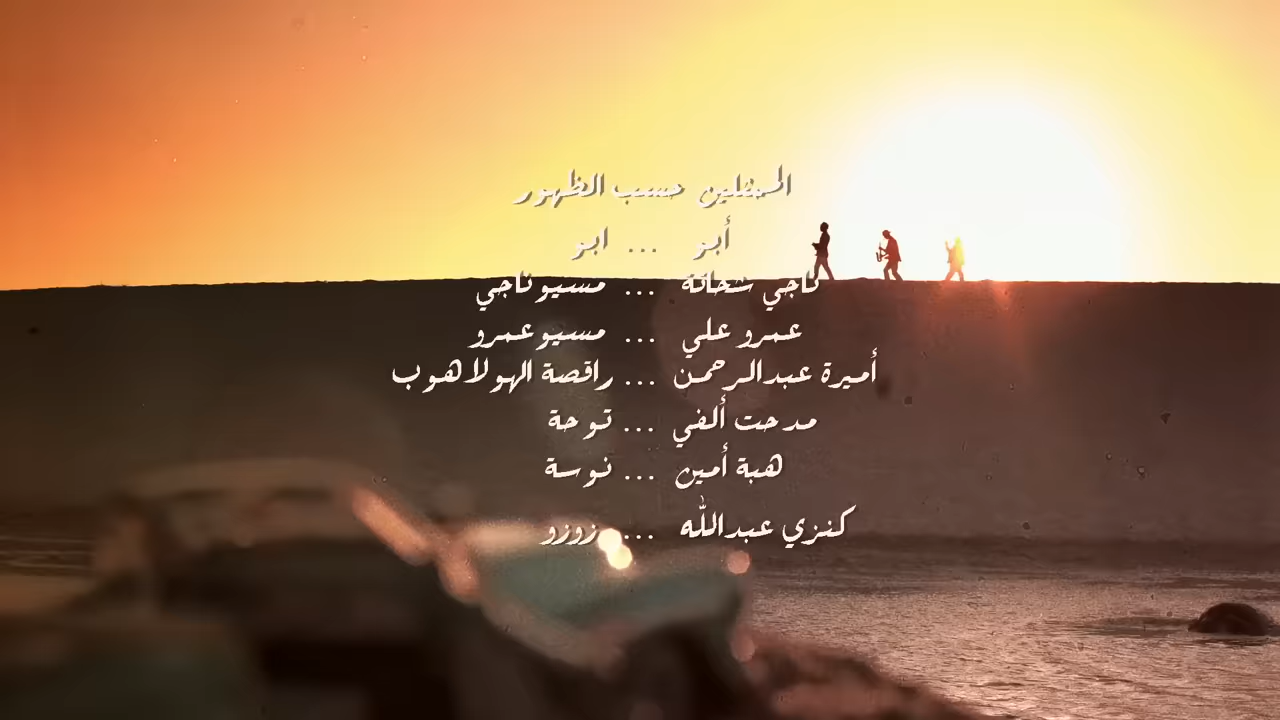 الممثلين حسب الظهور
أبو ... ابو
ناجي شحاتة ... مسيو ناجي
عمرو علي ... مسيو عمرو
أميرة عبدالرحمن ... راقصة الهولاهوب
مدحت ألفي ... توحة
هبة أمين ... نوسة
كنزي عبدالله ... زوزو